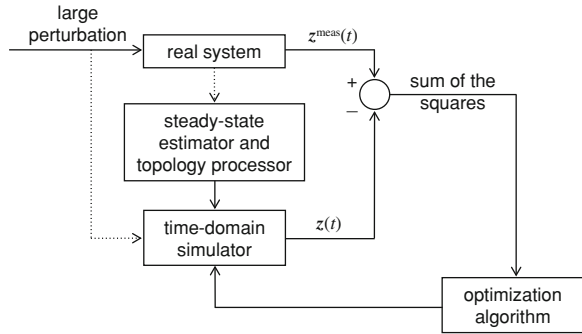 large
perturbation
real system
z^meas(t)
+
−
sum of the
squares
steady-state
estimator and
topology processor
time-domain
simulator
z(t)
optimization
algorithm